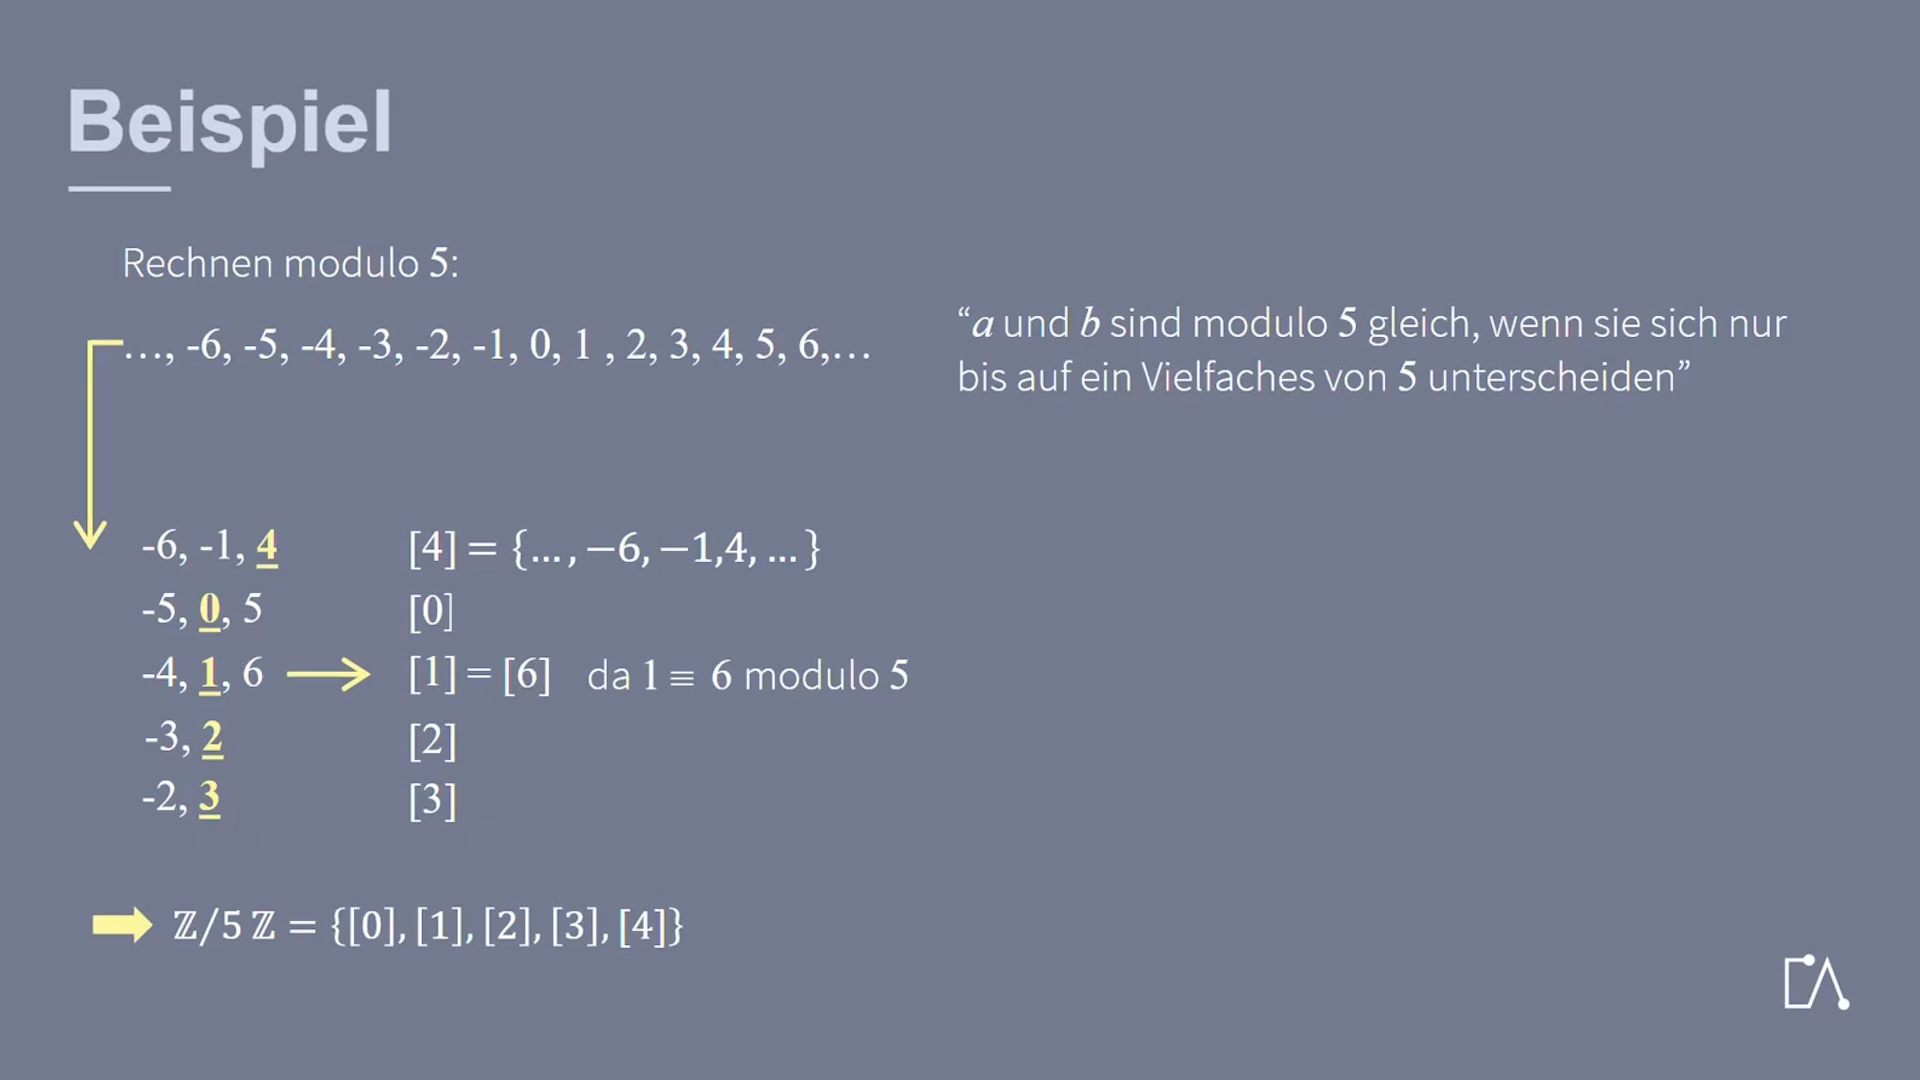 Beispiel
Rechnen modulo 5:
…, -6, -5, -4, -3, -2, -1, 0, 1 , 2, 3, 4, 5, 6,…
“a und b sind modulo 5 gleich, wenn sie sich nur
bis auf ein Vielfaches von 5 unterscheiden”
-6, -1, 4
[4] = {… , −6, −1,4, … }
-5, 0, 5
[0]
-4, 1, 6
[1] = [6] da 1 ≡ 6 modulo 5
-3, 2
[2]
-2, 3
[3]
ℤ/5 ℤ = {[0], [1], [2], [3], [4]}